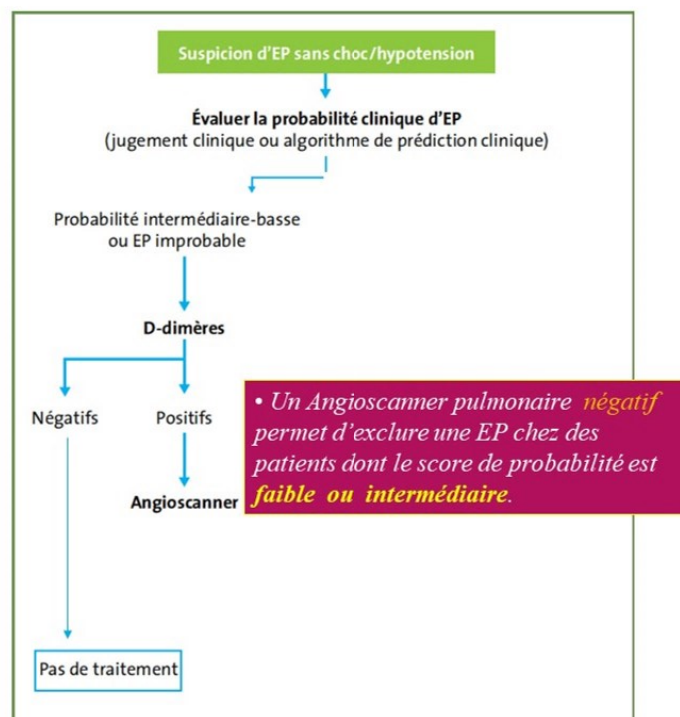 Suspicion d'EP sans choc/hypotension
Évaluer la probabilité clinique d'EP
(jugement clinique ou algorithme de prédiction clinique)
Probabilité intermédiaire-basse
ou EP improbable
D-dimères
Négatifs
Positifs
• Un Angioscanner pulmonaire négatif
permet d'exclure une EP chez des
patients dont le score de probabilité est
faible ou intermédiaire.
Angioscanner
Pas de traitement